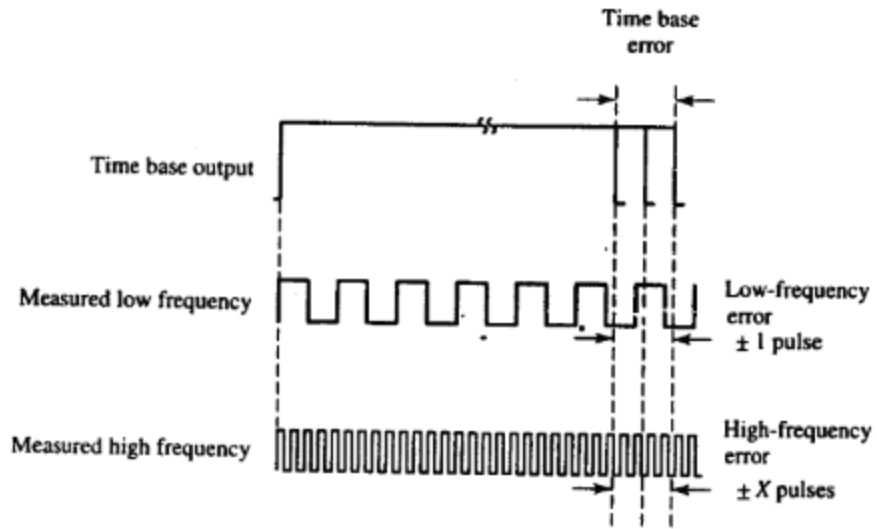 Time base
error
Time base output
Measured low frequency
Low-frequency
error
± 1 pulse
Measured high frequency
High-frequency
error
± X pulses